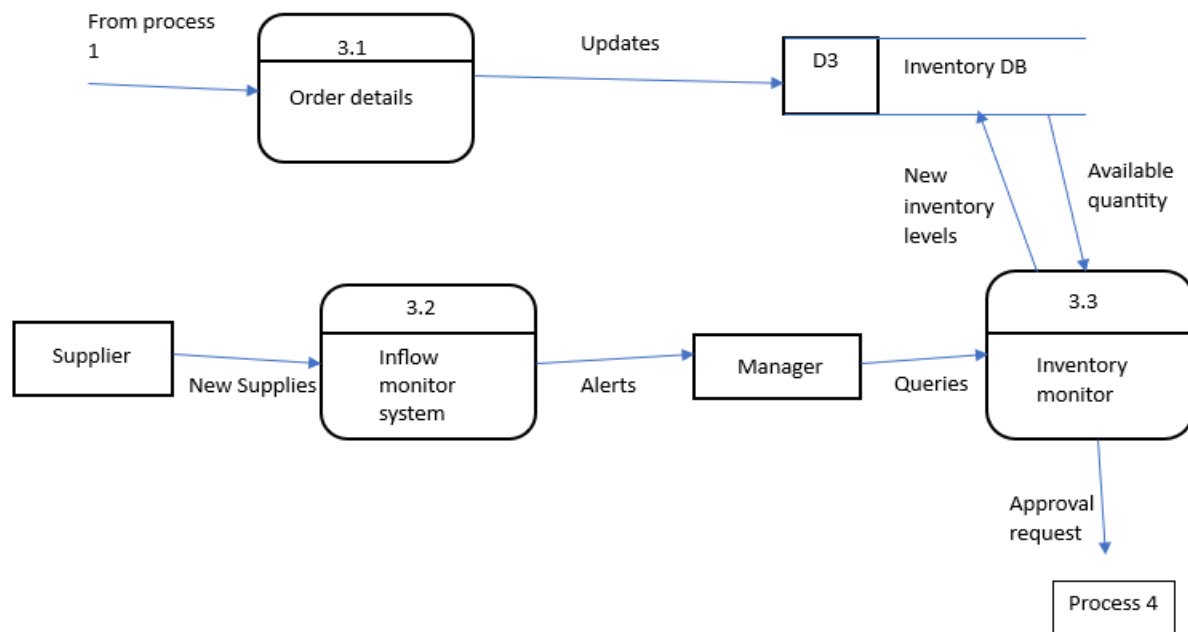 From process
1
3.1
Order details
Updates
D3
Inventory DB
New
inventory
levels
Available
quantity
Supplier
New Supplies
3.2
Inflow
monitor
system
Alerts
Manager
Queries
3.3
Inventory
monitor
Approval
request
Process 4